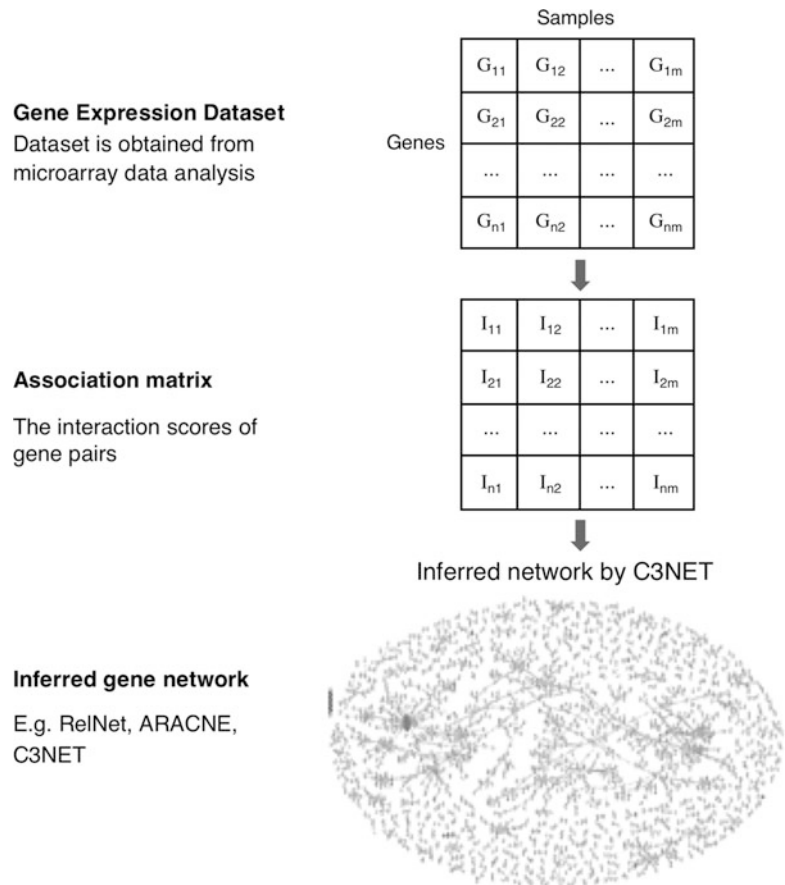 Samples
Gene Expression Dataset
Dataset is obtained from
microarray data analysis
Genes
G11 G12 ... G1m
G21 G22 ... G2m
... ... ... ...
Gn1 Gn2 ... Gnm
Association matrix
The interaction scores of
gene pairs
I11 I12 ... I1m
I21 I22 ... I2m
... ... ... ...
In1 In2 ... Inm
Inferred network by C3NET
Inferred gene network
E.g. RelNet, ARACNE,
C3NET